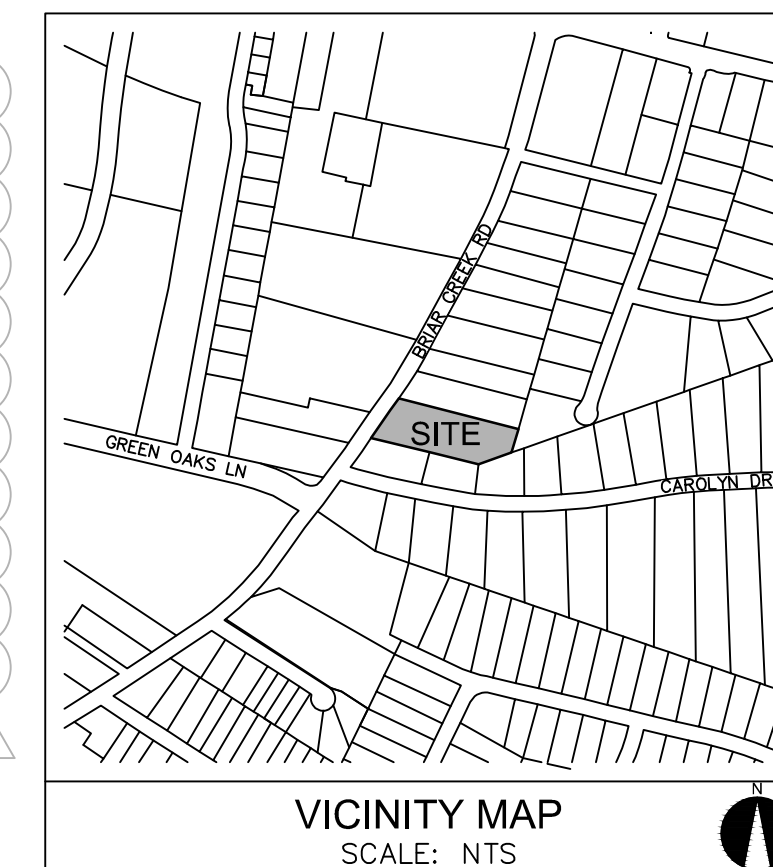 BRIAR CREEK RD
SITE
GREEN OAKS LN
CAROLYN DR
VICINITY MAP
N
SCALE: NTS